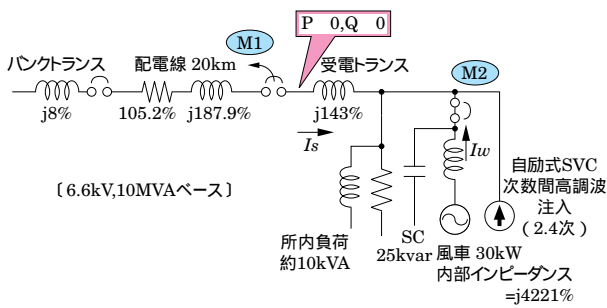 P　0,Q　0
M1
バンクトランス
配電線 20km
受電トランス
M2
j8%
105.2%
j187.9%
j143%
Is
Iw
〔6.6kV,10MVAベース〕
自励式SVC
次数間高調波
注入
(2.4次)
所内負荷
約10kVA
SC
25kvar
風車 30kW
内部インピーダンス
=j4221%